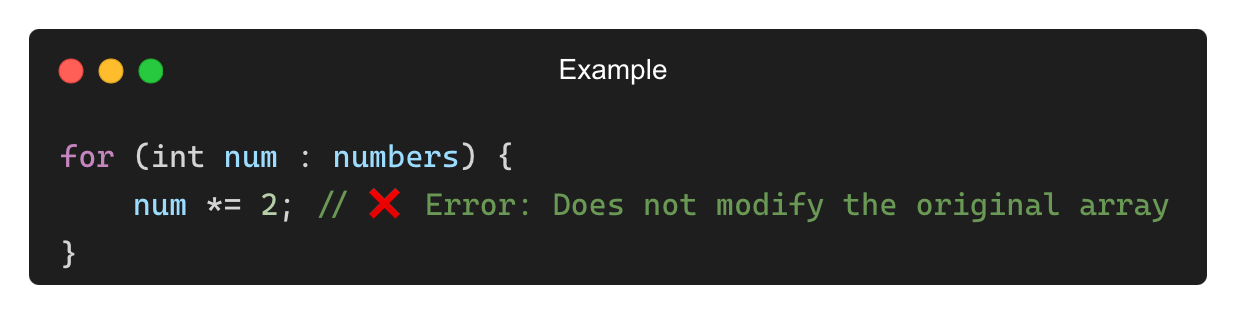 Example
for (int num : numbers) {
    num *= 2; // ❌ Error: Does not modify the original array
}